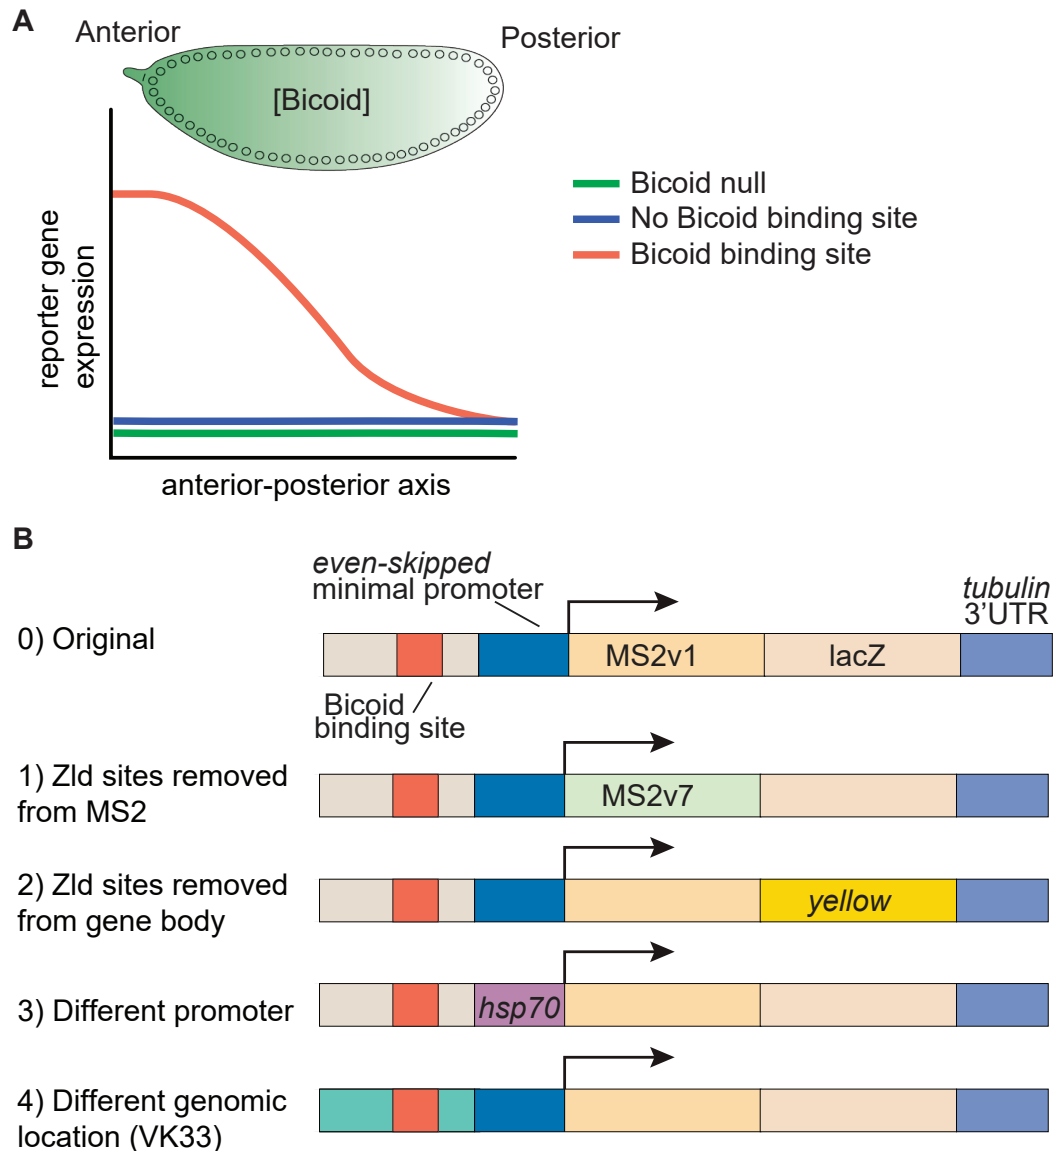 A
Anterior
Posterior
[Bicoid]
reporter gene
expression
anterior-posterior axis
Bicoid null
No Bicoid binding site
Bicoid binding site
B
even-skipped
minimal promoter
tubulin
3'UTR
0) Original
MS2v1
lacZ
Bicoid
binding site
1) Zld sites removed
from MS2
MS2v7
2) Zld sites removed
from gene body
yellow
3) Different promoter
hsp70
4) Different genomic
location (VK33)